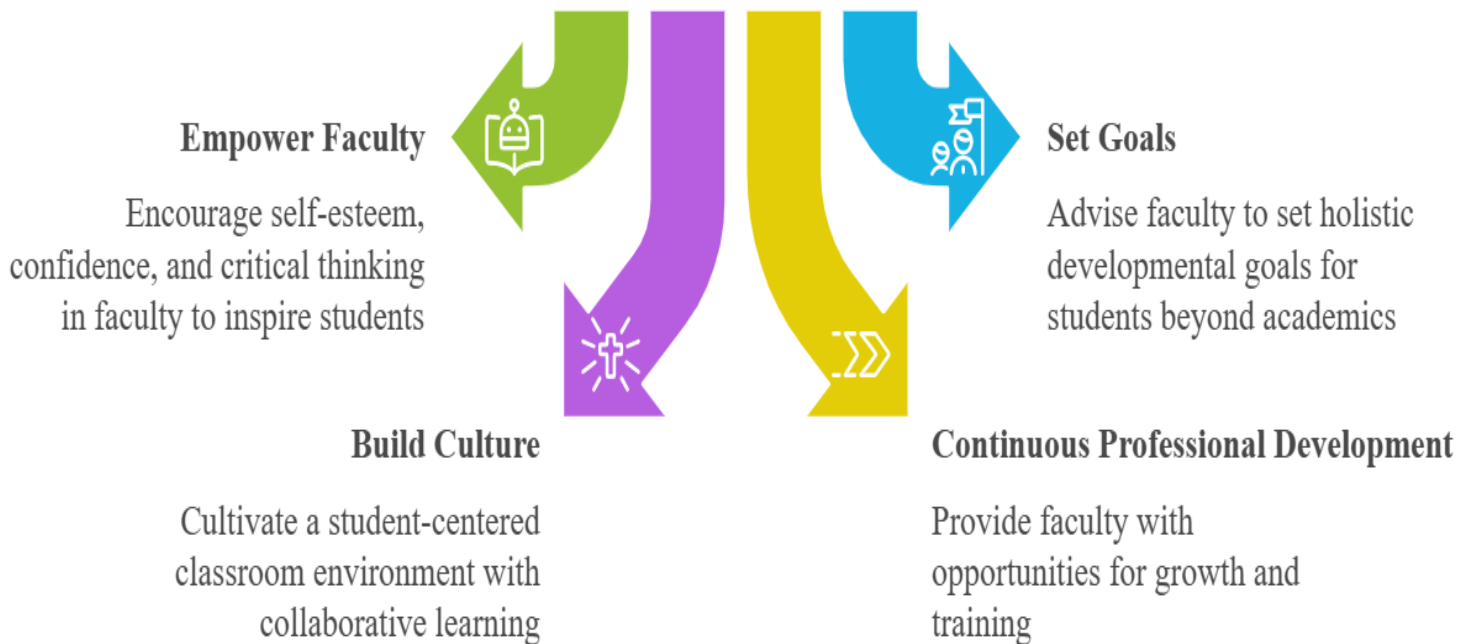 Empower Faculty
Encourage self-esteem,
confidence, and critical thinking
in faculty to inspire students
Set Goals
Advise faculty to set holistic
developmental goals for
students beyond academics
Build Culture
Cultivate a student-centered
classroom environment with
collaborative learning
Continuous Professional Development
Provide faculty with
opportunities for growth and
training